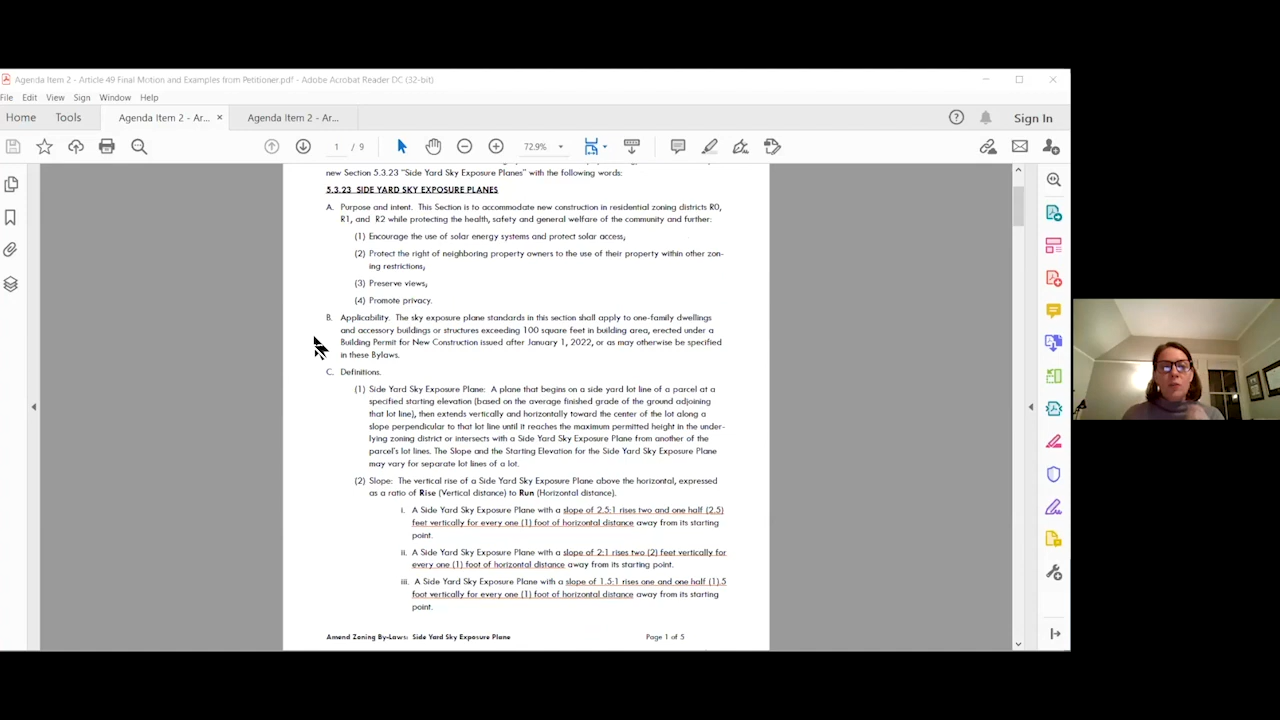 Agenda Item 2 - Article 49 Final Motion and Examples from Petitioner.pdf - Adobe Acrobat Reader DC (32-bit)
File Edit View Sign Window Help
Home Tools Agenda Item 2 - Ar... × Agenda Item 2 - Ar... Sign In
1 / 9 72.9%
new Section 5.3.23 "Side Yard Sky Exposure Planes" with the following words:
5.3.23 SIDE YARD SKY EXPOSURE PLANES
A. Purpose and intent. This Section is to accommodate new construction in residential zoning districts R0,
R1, and R2 while protecting the health, safety and general welfare of the community and further:
(1) Encourage the use of solar energy systems and protect solar access;
(2) Protect the right of neighboring property owners to the use of their property within other zon-
ing restrictions;
(3) Preserve views;
(4) Promote privacy.
B. Applicability. The sky exposure plane standards in this section shall apply to one-family dwellings
and accessory buildings or structures exceeding 100 square feet in building area, erected under a
Building Permit for New Construction issued after January 1, 2022, or as may otherwise be specified
in these Bylaws.
C. Definitions.
(1) Side Yard Sky Exposure Plane: A plane that begins on a side yard lot line of a parcel at a
specified starting elevation (based on the average finished grade of the ground adjoining
that lot line), then extends vertically and horizontally toward the center of the lot along a
slope perpendicular to that lot line until it reaches the maximum permitted height in the under-
lying zoning district or intersects with a Side Yard Sky Exposure Plane from another of the
parcel's lot lines. The Slope and the Starting Elevation for the Side Yard Sky Exposure Plane
may vary for separate lot lines of a lot.
(2) Slope: The vertical rise of a Side Yard Sky Exposure Plane above the horizontal, expressed
as a ratio of Rise (Vertical distance) to Run (Horizontal distance).
i. A Side Yard Sky Exposure Plane with a slope of 2.5:1 rises two and one half (2.5)
feet vertically for every one (1) foot of horizontal distance away from its starting
point.
ii. A Side Yard Sky Exposure Plane with a slope of 2:1 rises two (2) feet vertically for
every one (1) foot of horizontal distance away from its starting point.
iii. A Side Yard Sky Exposure Plane with a slope of 1.5:1 rises one and one half (1).5
foot vertically for every one (1) foot of horizontal distance away from its starting
point.
Amend Zoning By-Laws: Side Yard Sky Exposure Plane Page 1 of 5